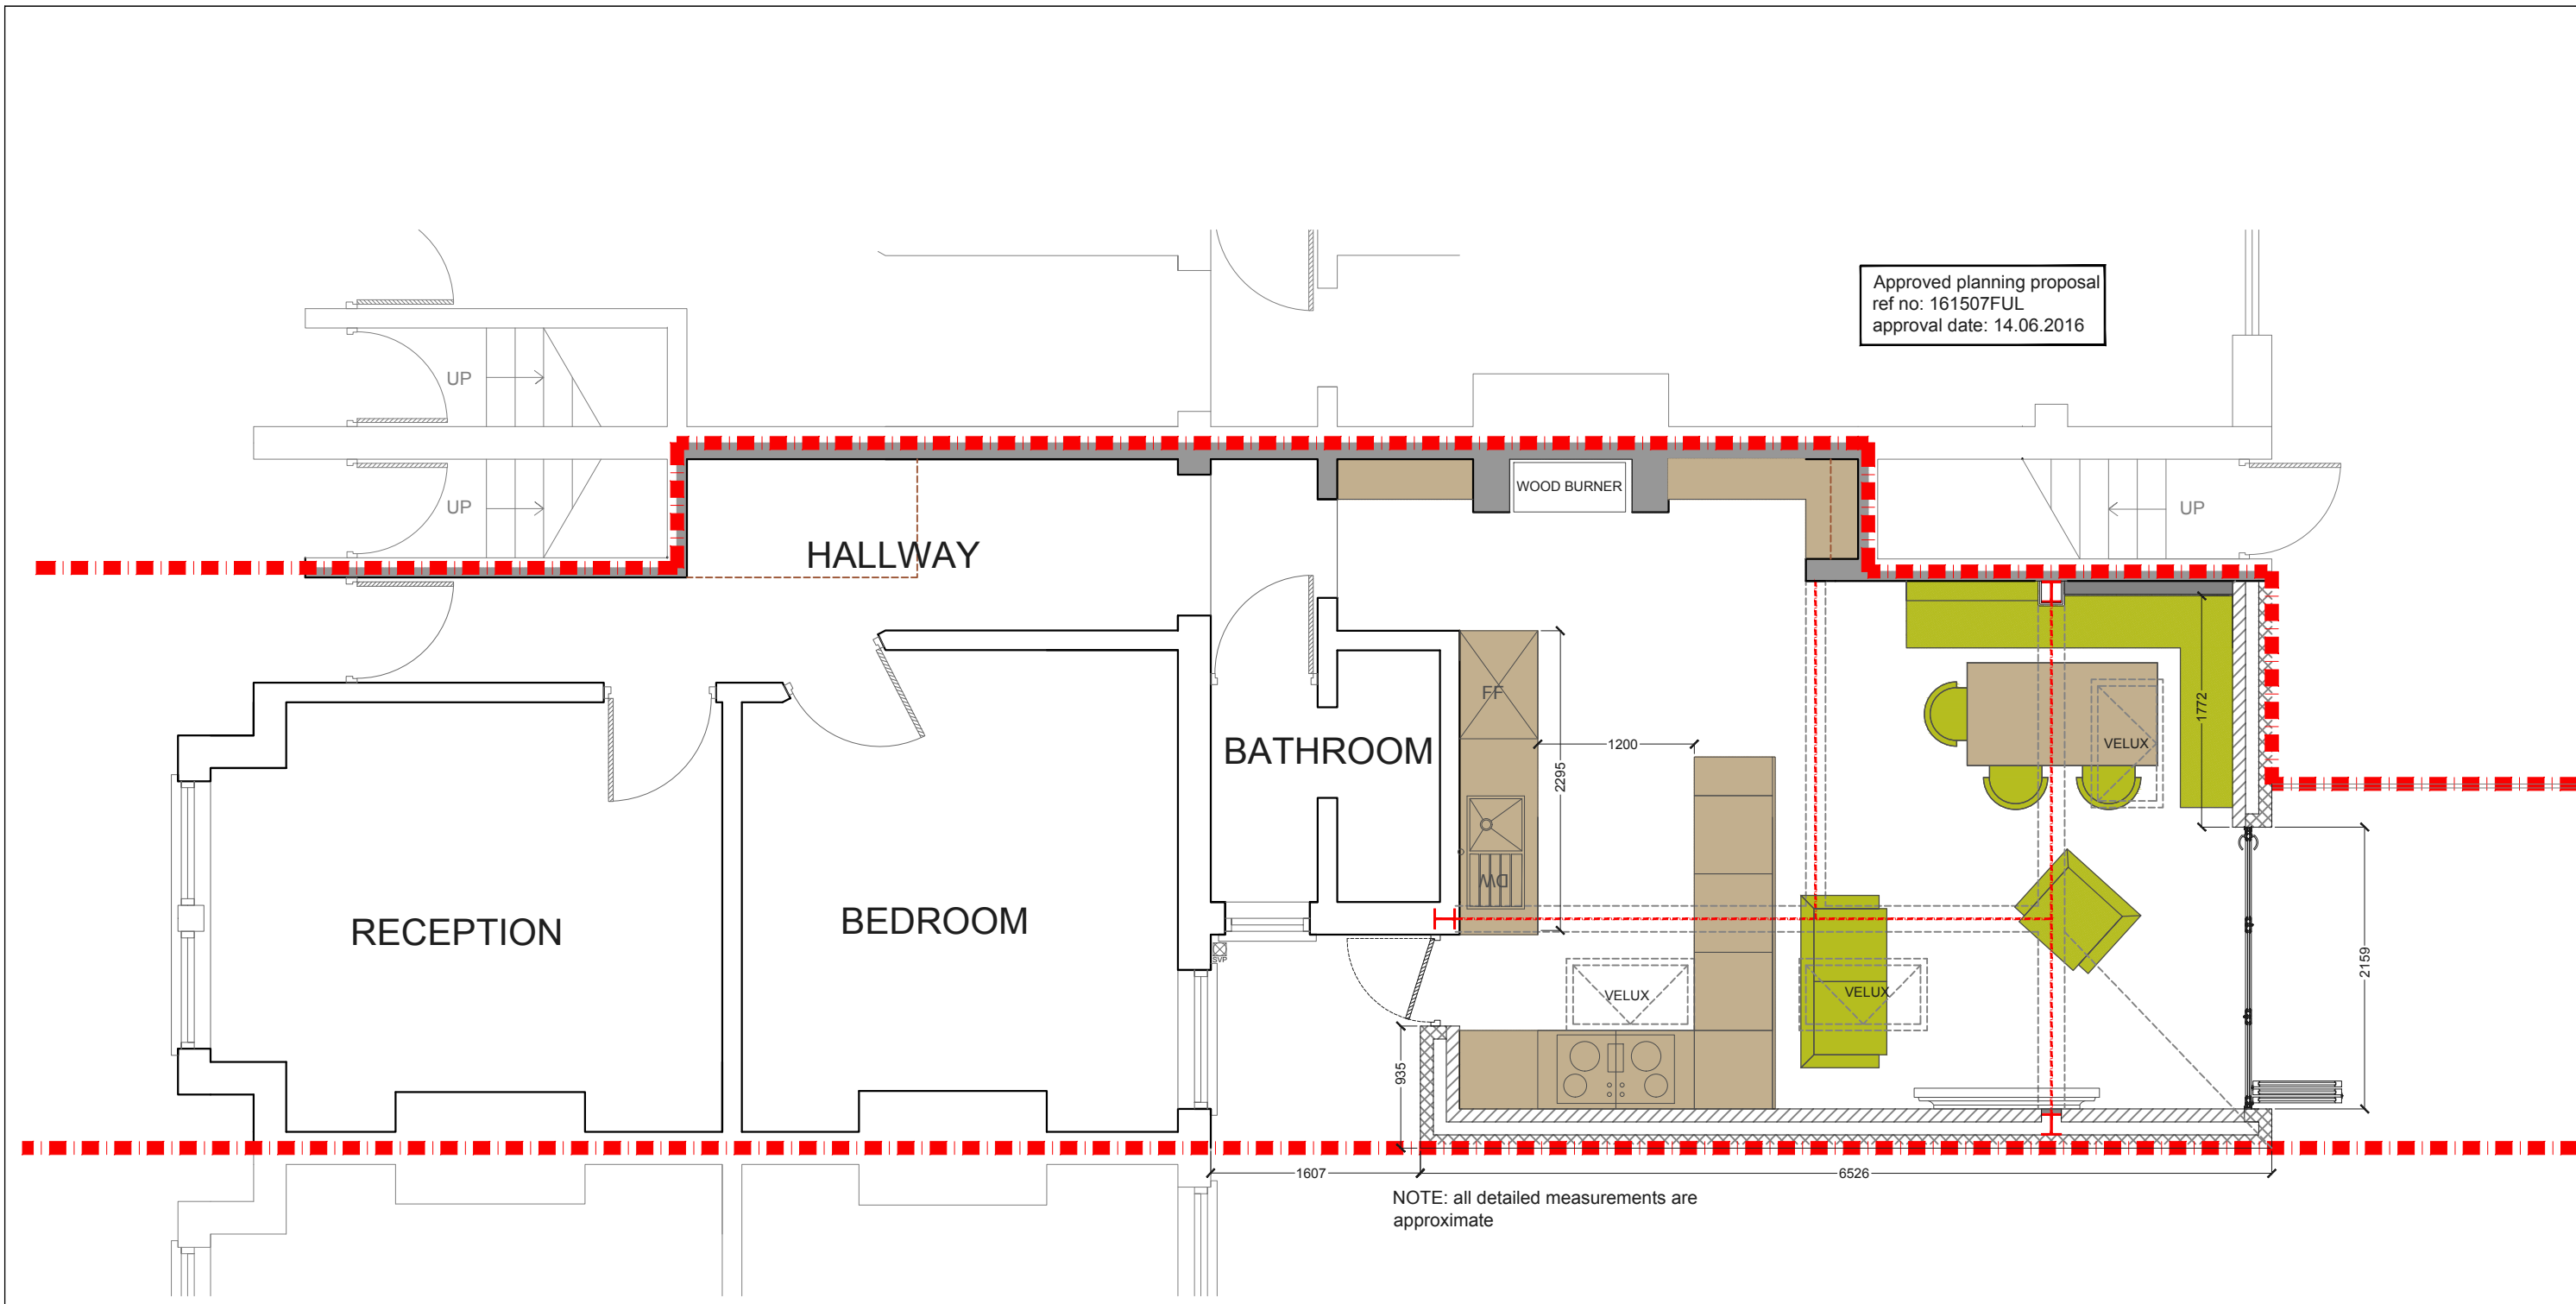 Approved planning proposal
ref no: 161507FUL
approval date: 14.06.2016
UP
UP
UP
WOOD BURNER
HALLWAY
FF
BATHROOM
1200
2295
1772
VELUX
DW
RECEPTION
BEDROOM
VELUX
VELUX
2159
935
1607
6526
NOTE: all detailed measurements are
approximate